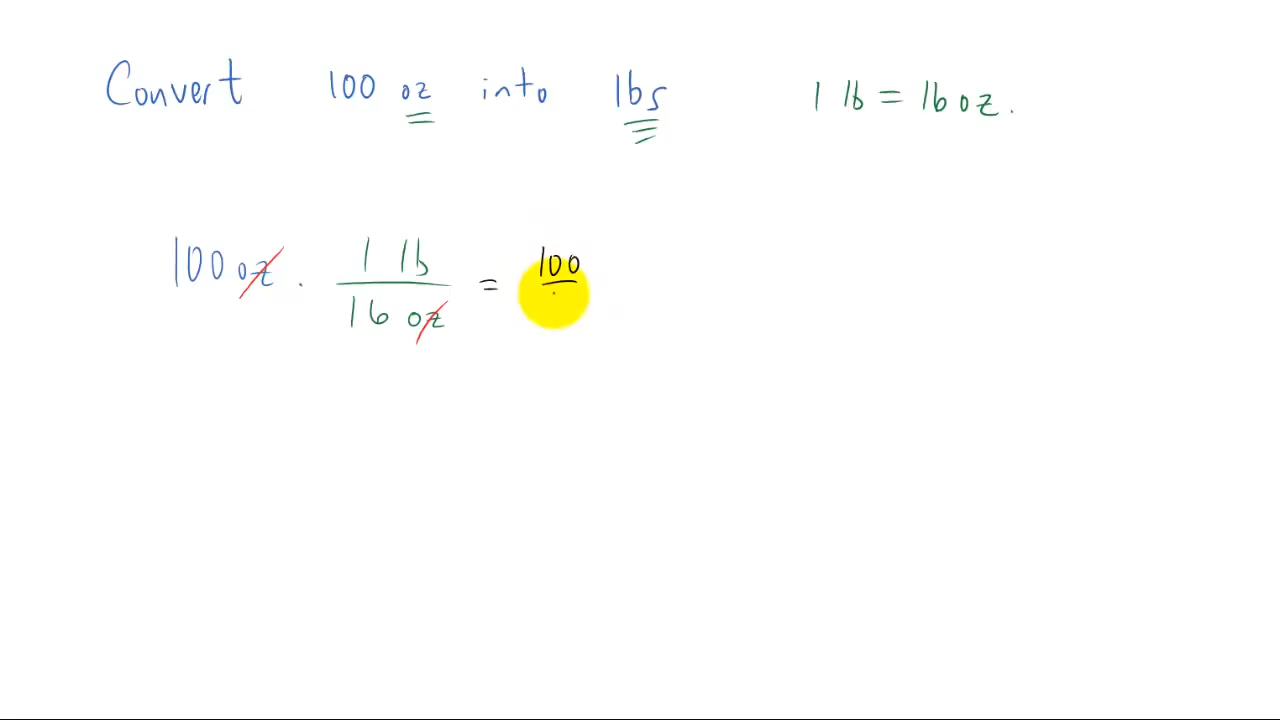 Convert 100 oz into lbs 1 lb = 16 oz.
100 oz · 1 lb / 16 oz = 100 /